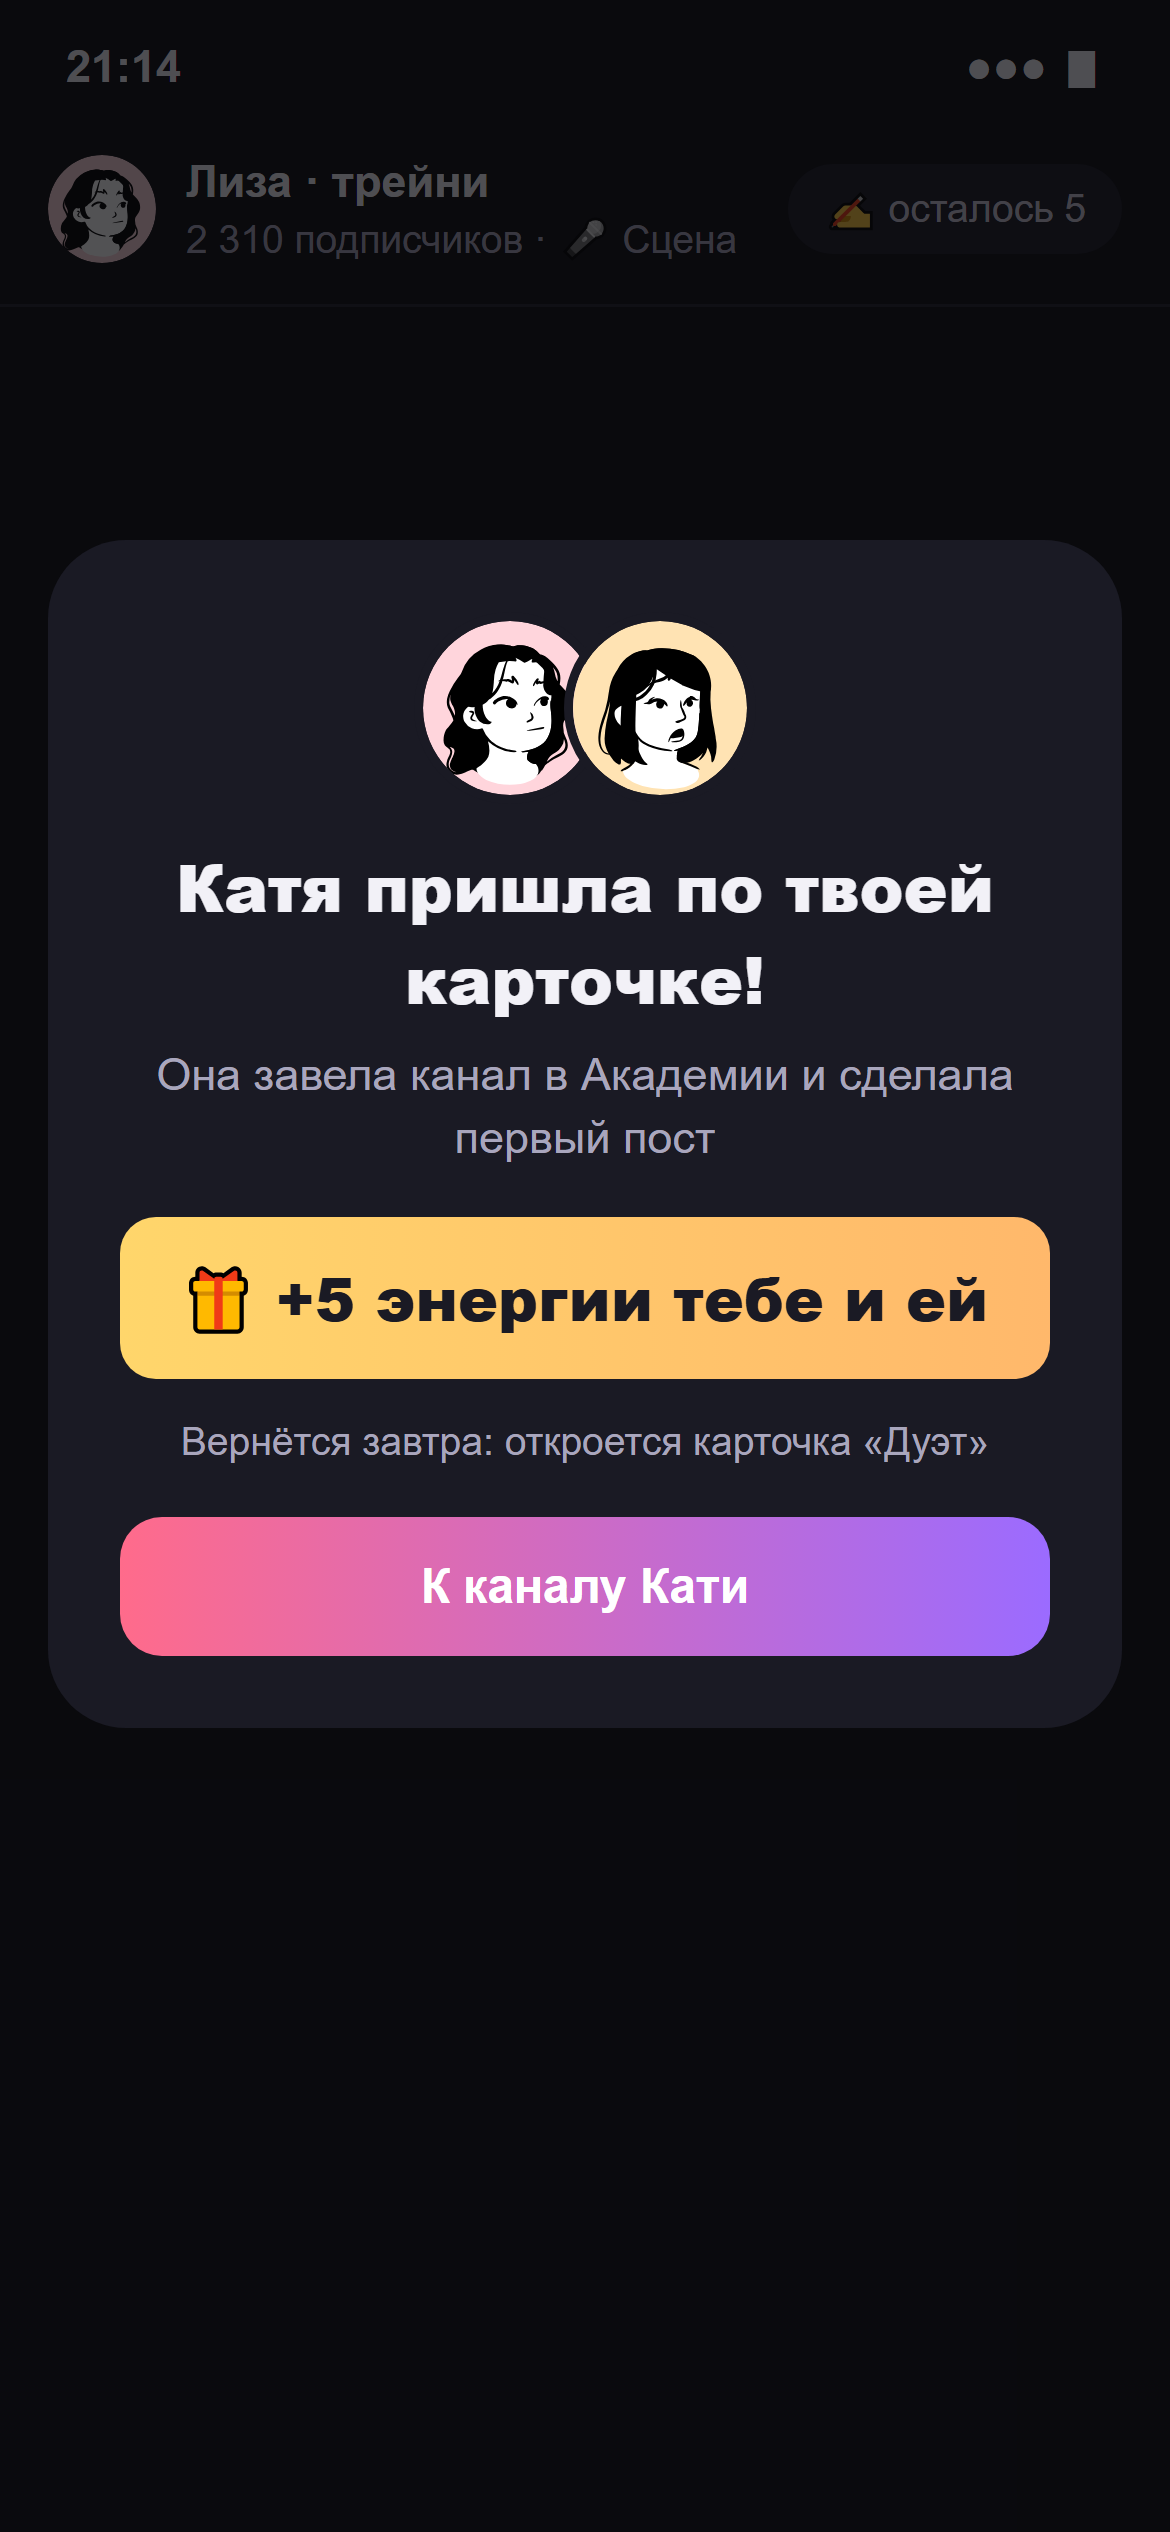 21:14
Лиза · трейни
2 310 подписчиков · 🎤 Сцена
✍️ осталось 5
Катя пришла по твоей
карточке!
Она завела канал в Академии и сделала
первый пост
🎁 +5 энергии тебе и ей
Вернётся завтра: откроется карточка «Дуэт»
К каналу Кати